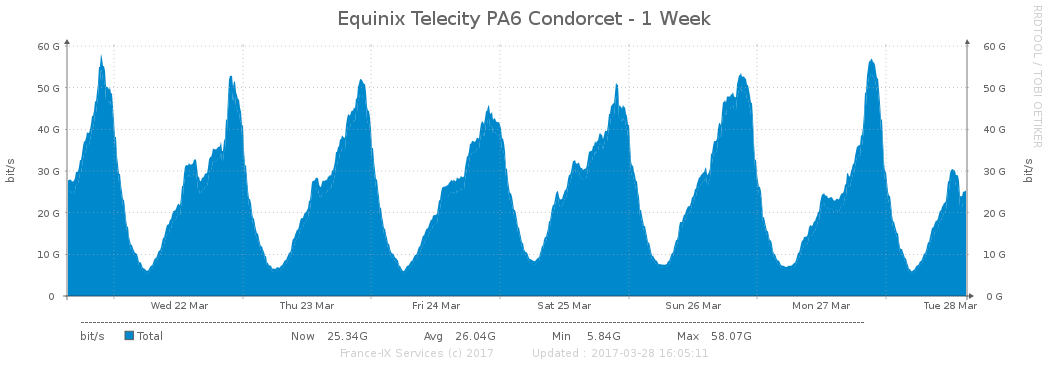 Equinix Telecity PA6 Condorcet - 1 Week
RRDTOOL / TOBI OETIKER
60 G 60 G
50 G 50 G
40 G 40 G
30 G 30 G
20 G 20 G
10 G 10 G
0 0 G
bit/s
bit/s
Wed 22 Mar Thu 23 Mar Fri 24 Mar Sat 25 Mar Sun 26 Mar Mon 27 Mar Tue 28 Mar
bit/s Total Now 25.34G Avg 26.04G Min 5.84G Max 58.07G
France-IX Services (c) 2017 Updated : 2017-03-28 16:05:11